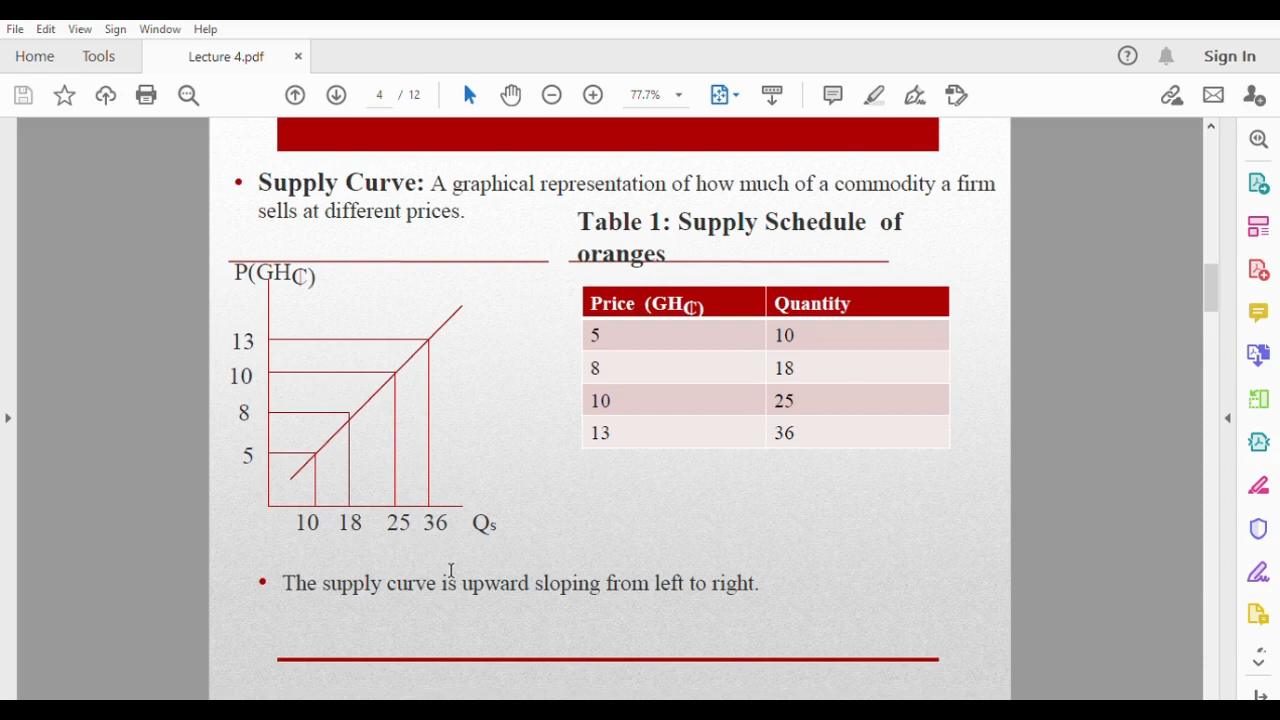 File Edit View Sign Window Help
Home Tools Lecture 4.pdf × Sign In
4 / 12 77.7%
• Supply Curve: A graphical representation of how much of a commodity a firm
sells at different prices.
Table 1: Supply Schedule of
oranges
P(GH₵)
13
10
8
5
10 18 25 36 Qs
Price (GH₵) Quantity
5 10
8 18
10 25
13 36
• The supply curve is upward sloping from left to right.